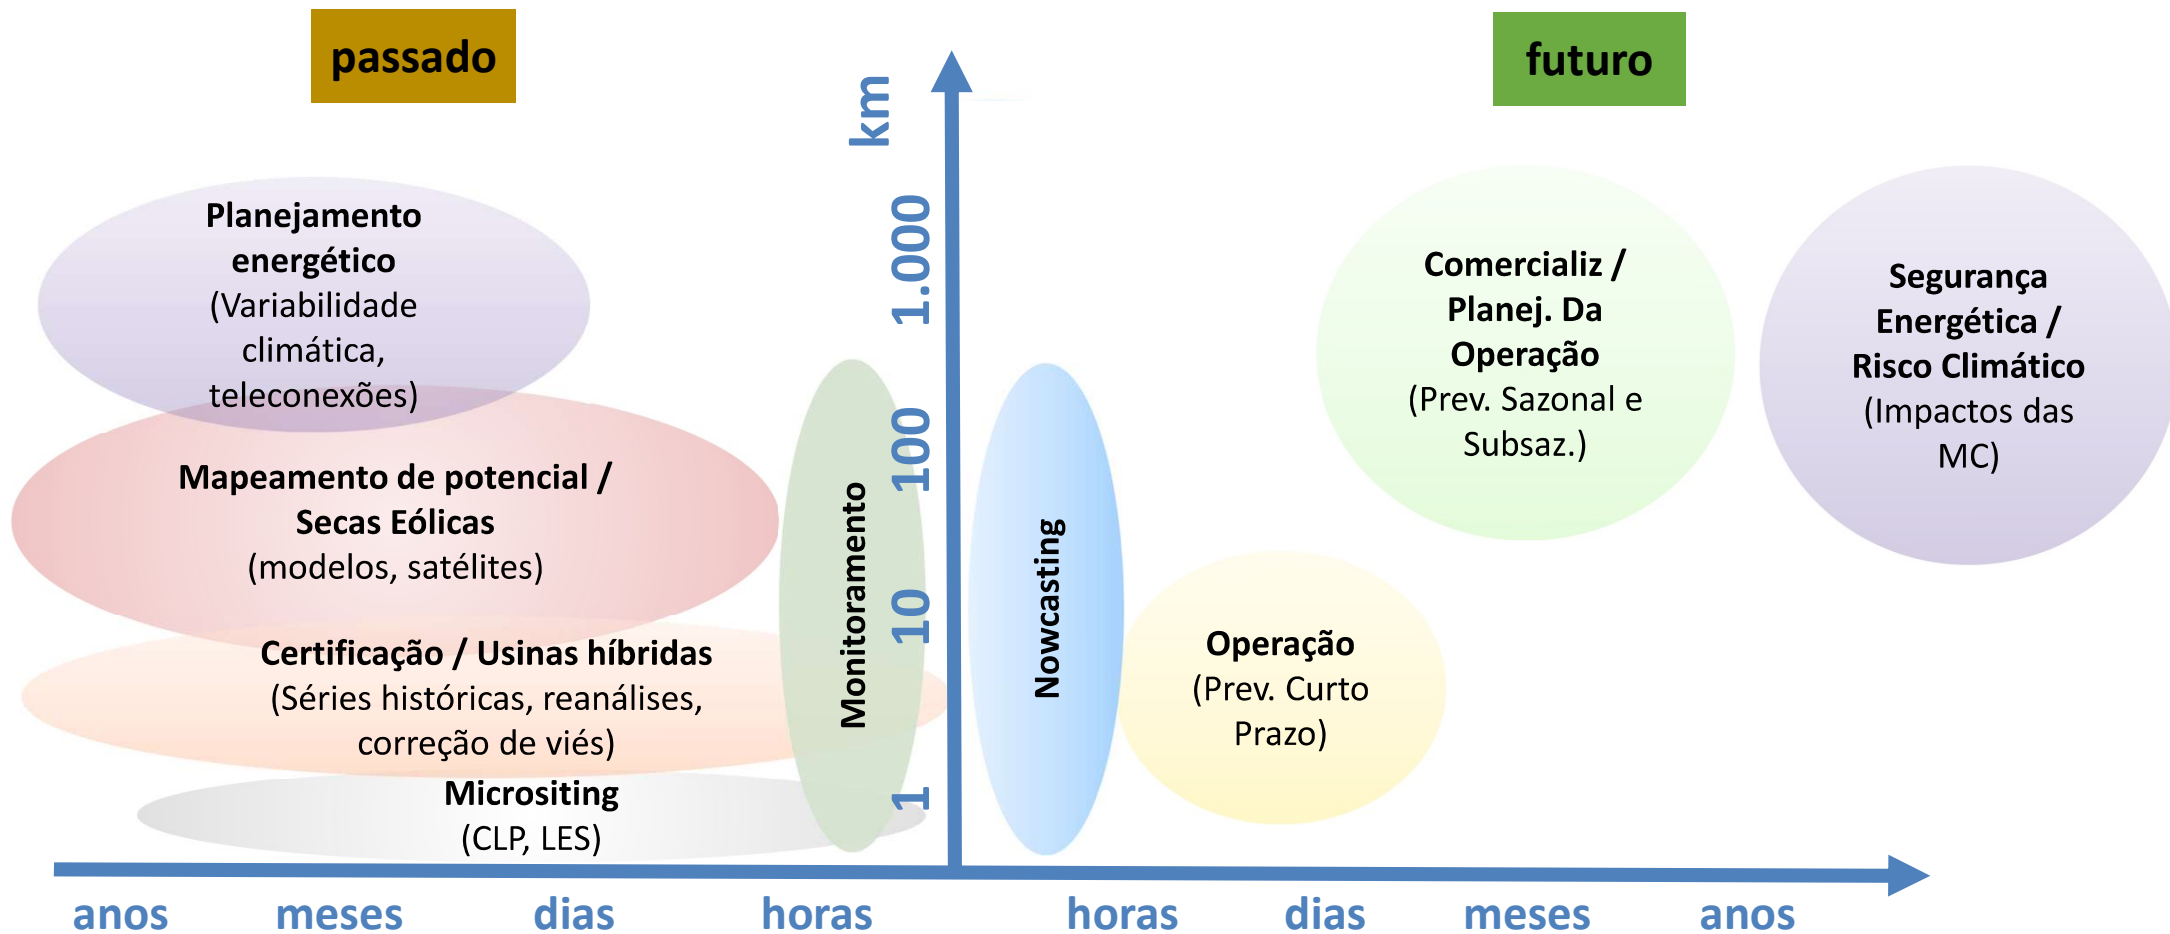 passado
futuro
km
1.000
100
10
1
Planejamento
energético
(Variabilidade
climática,
teleconexões)
Mapeamento de potencial /
Secas Eólicas
(modelos, satélites)
Certificação / Usinas híbridas
(Séries históricas, reanálises,
correção de viés)
Micrositing
(CLP, LES)
Monitoramento
Nowcasting
Operação
(Prev. Curto
Prazo)
Comercializ /
Planej. Da
Operação
(Prev. Sazonal e
Subsaz.)
Segurança
Energética /
Risco Climático
(Impactos das
MC)
anos meses dias horas horas dias meses anos